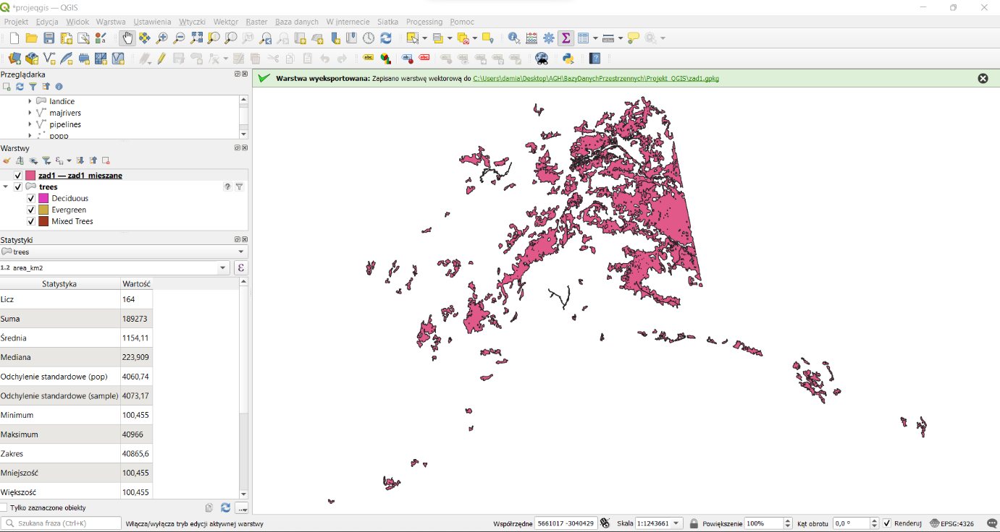 *projeqgis — QGIS
Projekt Edycja Widok Warstwa Ustawienia Wtyczki Wektor Raster Baza danych W internecie Siatka Processing Pomoc
Przeglądarka
landice
majrivers
pipelines
popp
Warstwy
zad1 — zad1_mieszane
trees
Deciduous
Evergreen
Mixed Trees
Statystyki
trees
1.2 area_km2
Statystyka Wartość
Licz 164
Suma 189273
Średnia 1154,11
Mediana 223,909
Odchylenie standardowe (pop) 4060,74
Odchylenie standardowe (sample) 4073,17
Minimum 100,455
Maksimum 40966
Zakres 40865,6
Mniejszość 100,455
Większość 100,455
Tylko zaznaczone obiekty
Warstwa wyeksportowana: Zapisano warstwę wektorową do C:\Users\damia\Desktop\AGH\BazyDanychPrzestrzennych\Projekt_QGIS\zad1.gpkg
Szukana fraza (Ctrl+K) Włącza/wyłącza tryb edycji aktywnej warstwy Współrzędne 5661017 -3040429 Skala 1:1243661 Powiększenie 100% Kąt obrotu 0,0 ° Renderuj EPSG:4326